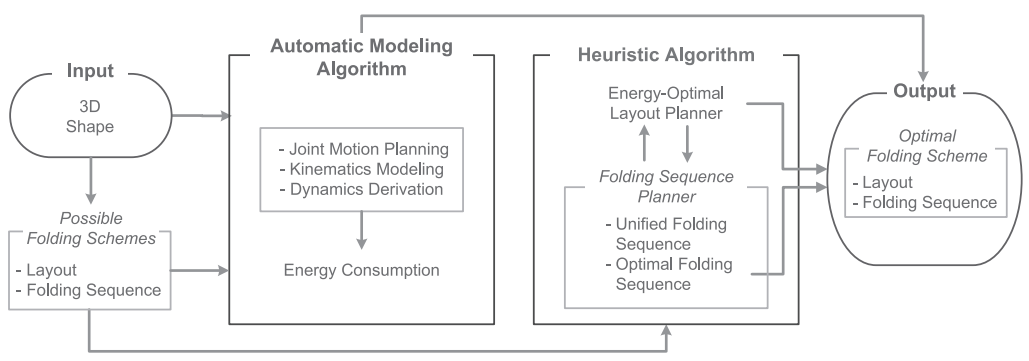 Input
3D
Shape
Possible
Folding Schemes
- Layout
- Folding Sequence
Automatic Modeling
Algorithm
- Joint Motion Planning
- Kinematics Modeling
- Dynamics Derivation
Energy Consumption
Heuristic Algorithm
Energy-Optimal
Layout Planner
Folding Sequence
Planner
- Unified Folding
Sequence
- Optimal Folding
Sequence
Output
Optimal
Folding Scheme
- Layout
- Folding Sequence